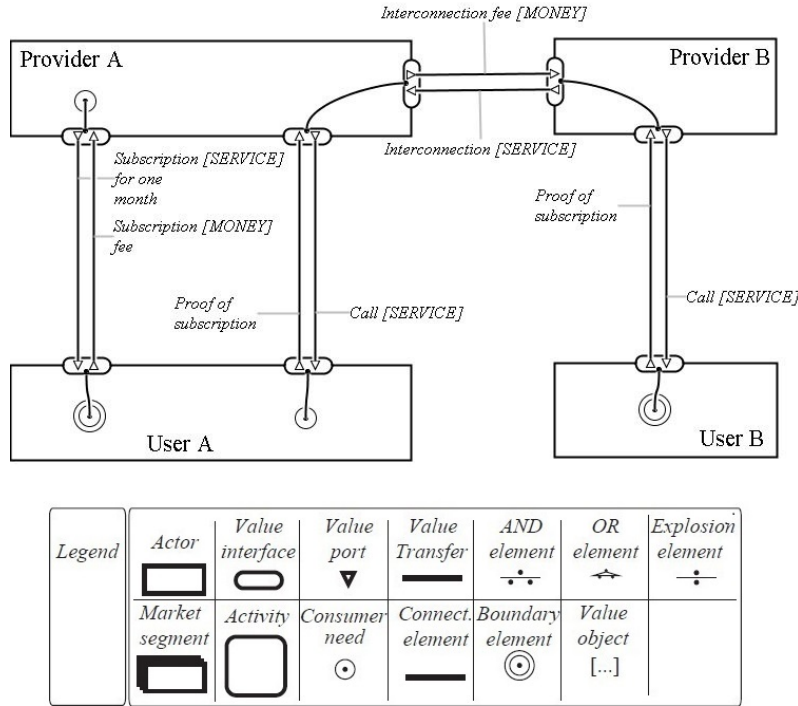 Interconnection fee [MONEY]
Provider A
Provider B
Interconnection [SERVICE]
Subscription [SERVICE]
for one
month
Subscription [MONEY]
fee
Proof of
subscription
Call [SERVICE]
Proof of
subscription
Call [SERVICE]
User A
User B
Legend
Actor
Value
interface
Value
port
Value
Transfer
AND
element
OR
element
Explosion
element
Market
segment
Activity
Consumer
need
Connect.
element
Boundary
element
Value
object
[...]